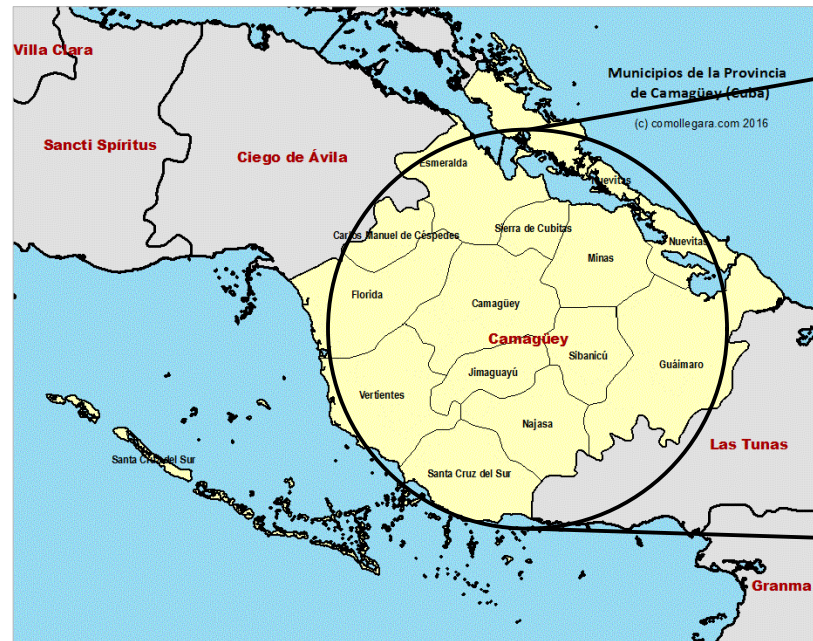 Villa Clara
Municipios de la Provincia
de Camagüey (Cuba)
(c) comollegara.com 2016
Sancti Spíritus
Ciego de Ávila
Esmeralda
Nuevitas
Carlos Manuel de Céspedes
Sierra de Cubitas
Nuevitas
Minas
Florida
Camagüey
Camagüey
Sibanicú
Guáimaro
Jimaguayú
Vertientes
Najasa
Las Tunas
Santa Cruz del Sur
Santa Cruz del Sur
Granma